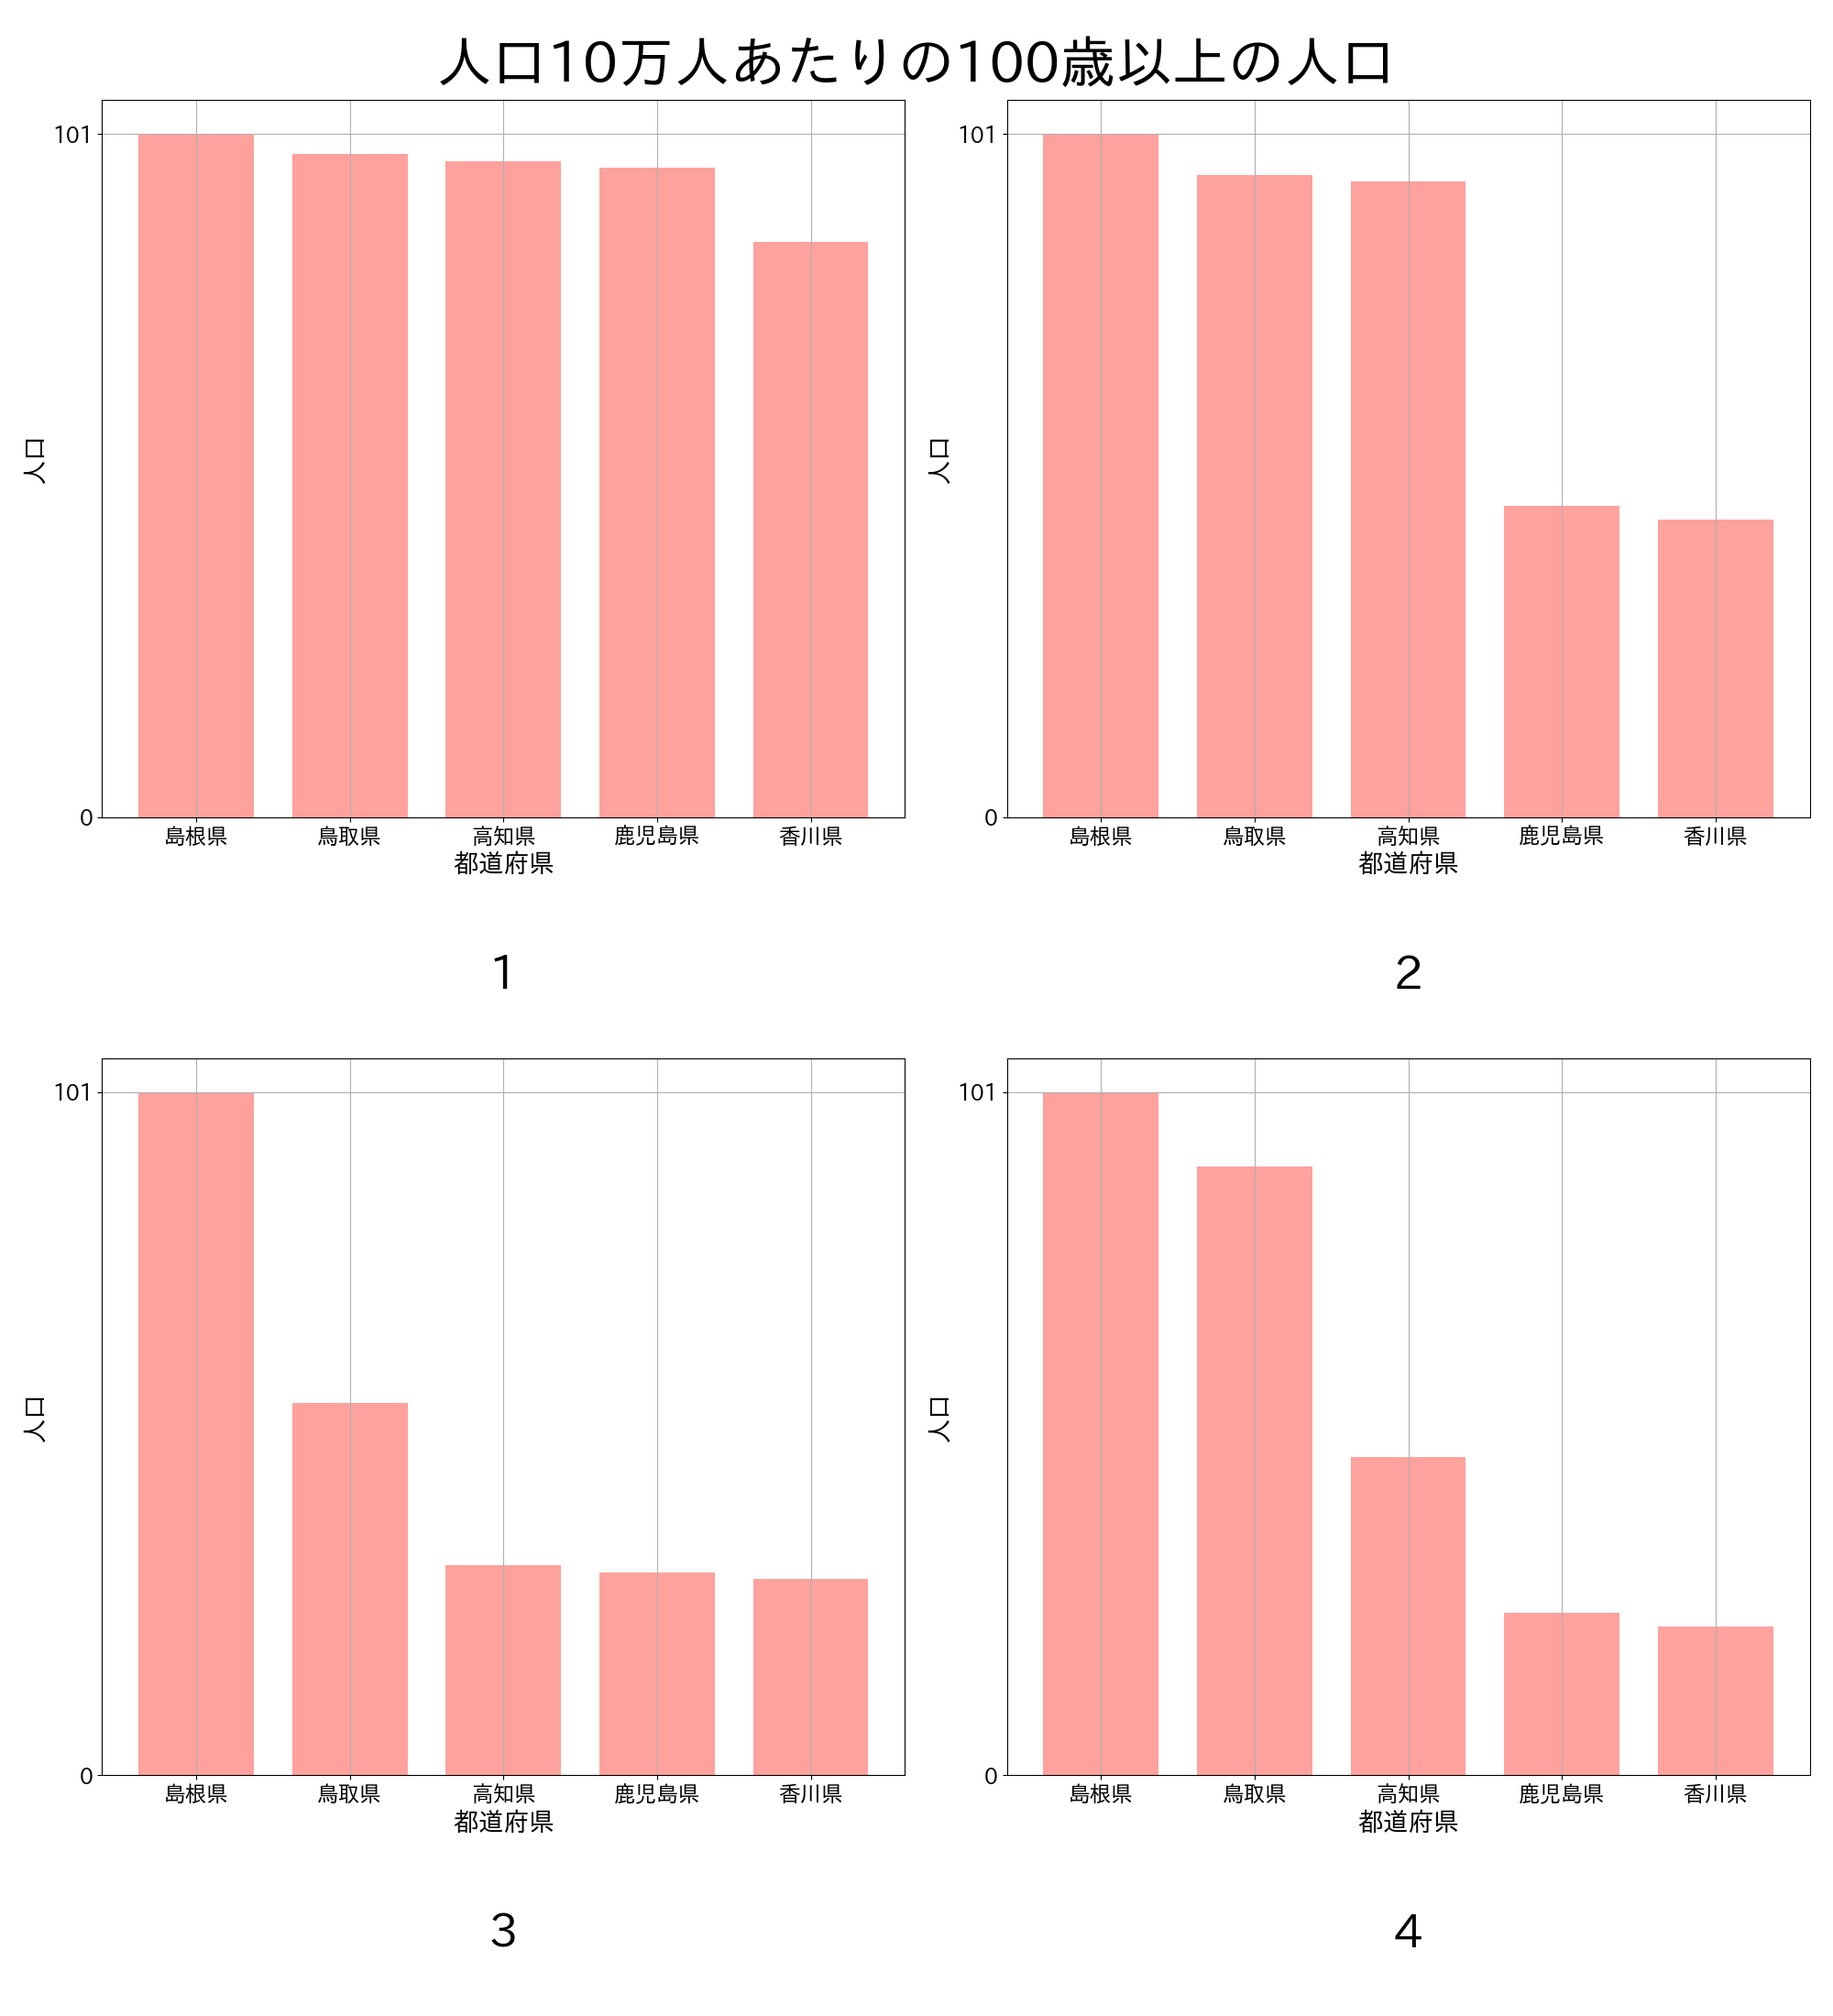 人口10万人あたりの100歳以上の人口
101
0
人口
島根県 鳥取県 高知県 鹿児島県 香川県
都道府県
1
101
0
人口
島根県 鳥取県 高知県 鹿児島県 香川県
都道府県
2
101
0
人口
島根県 鳥取県 高知県 鹿児島県 香川県
都道府県
3
101
0
人口
島根県 鳥取県 高知県 鹿児島県 香川県
都道府県
4